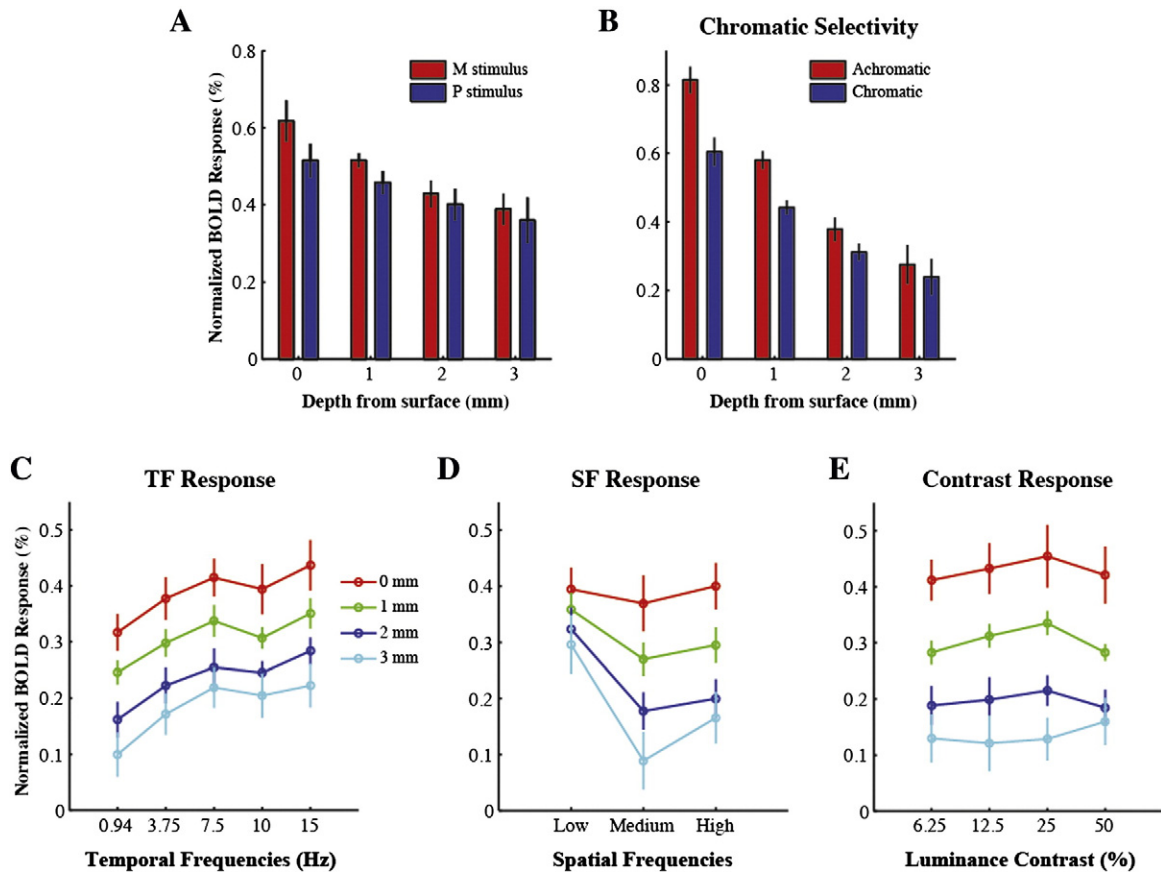 A
0.8
0.6
0.4
0.2
0
Normalized BOLD Response (%)
M stimulus
P stimulus
0 1 2 3
Depth from surface (mm)
B
Chromatic Selectivity
0.8
0.6
0.4
0.2
0
Achromatic
Chromatic
0 1 2 3
Depth from surface (mm)
C
TF Response
0.5
0.4
0.3
0.2
0.1
0
Normalized BOLD Response (%)
0 mm
1 mm
2 mm
3 mm
0.94 3.75 7.5 10 15
Temporal Frequencies (Hz)
D
SF Response
0.5
0.4
0.3
0.2
0.1
0
Low Medium High
Spatial Frequencies
E
Contrast Response
0.5
0.4
0.3
0.2
0.1
0
6.25 12.5 25 50
Luminance Contrast (%)